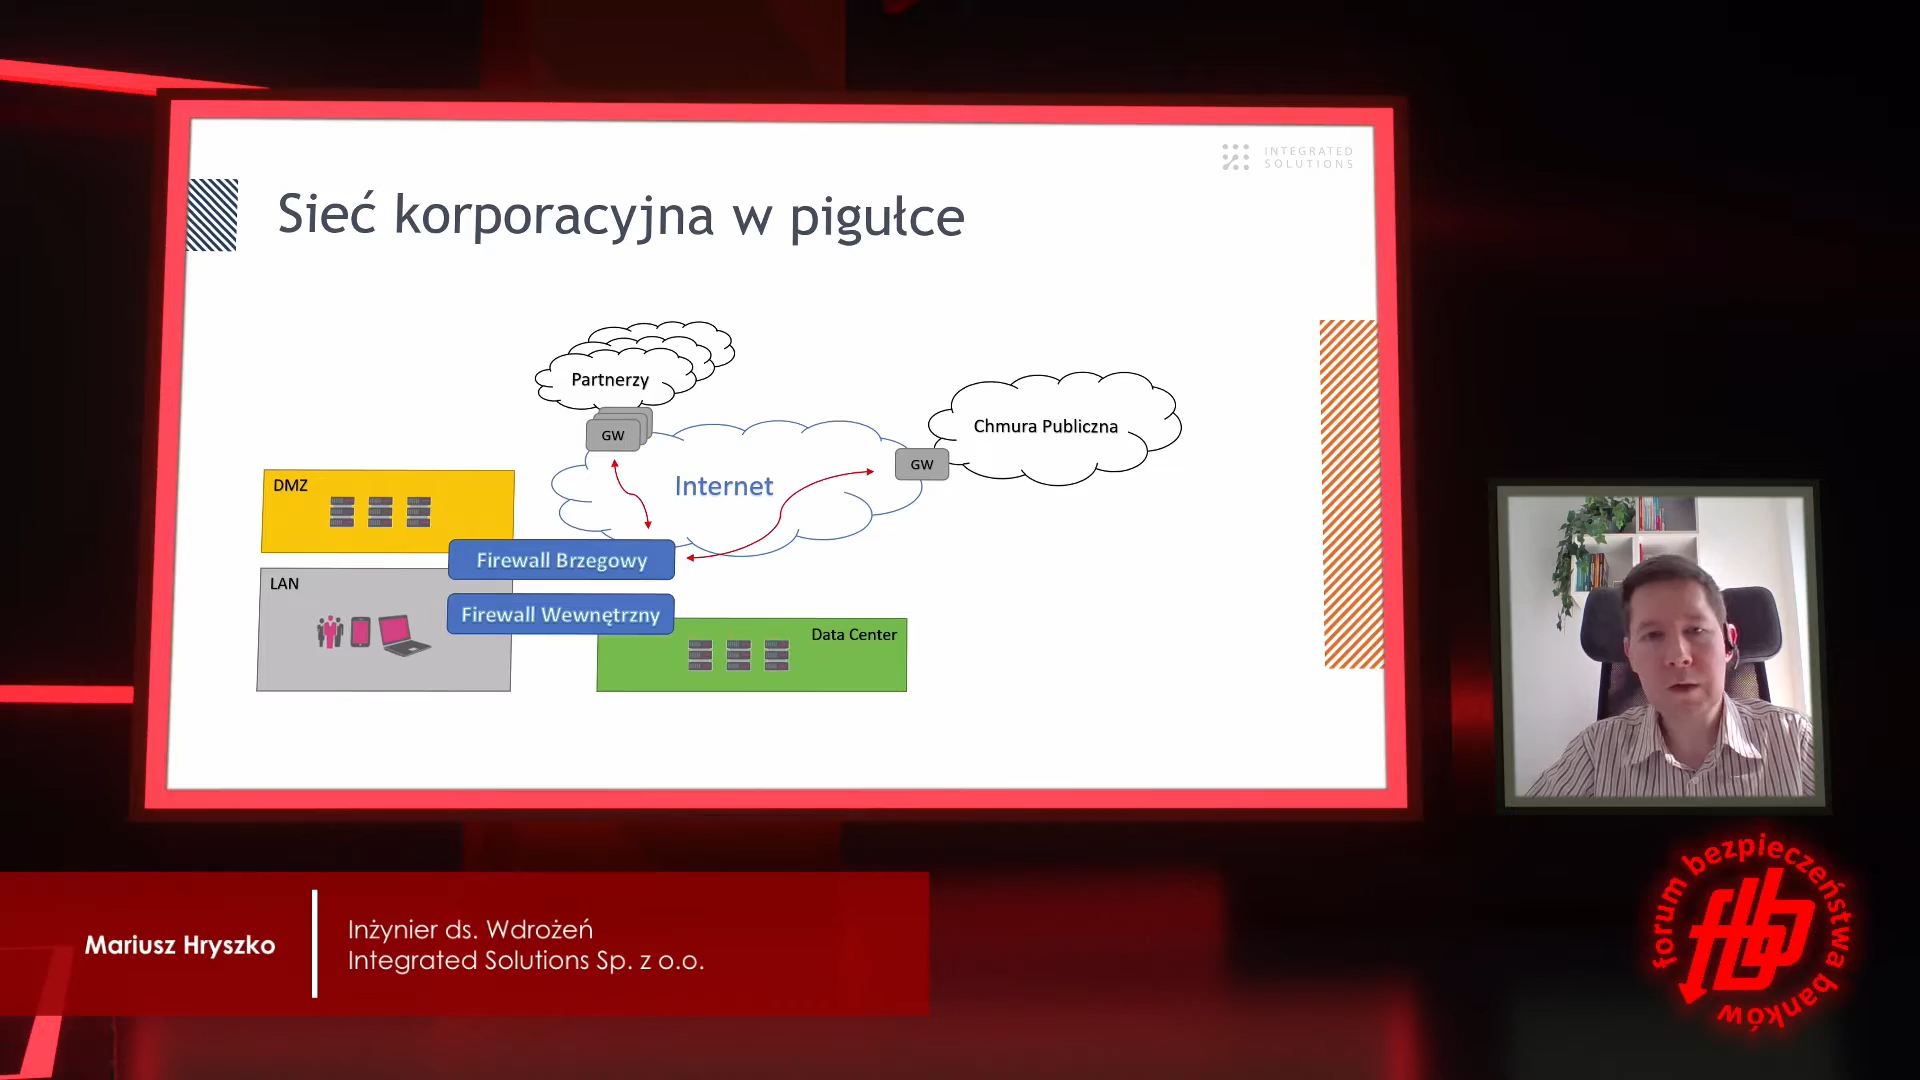 INTEGRATED
SOLUTIONS
Sieć korporacyjna w pigułce
Partnerzy
GW
Chmura Publiczna
GW
Internet
DMZ
Firewall Brzegowy
LAN
Firewall Wewnętrzny
Data Center
Mariusz Hryszko
Inżynier ds. Wdrożeń
Integrated Solutions Sp. z o.o.
forum bezpieczeństwa banków
fbb